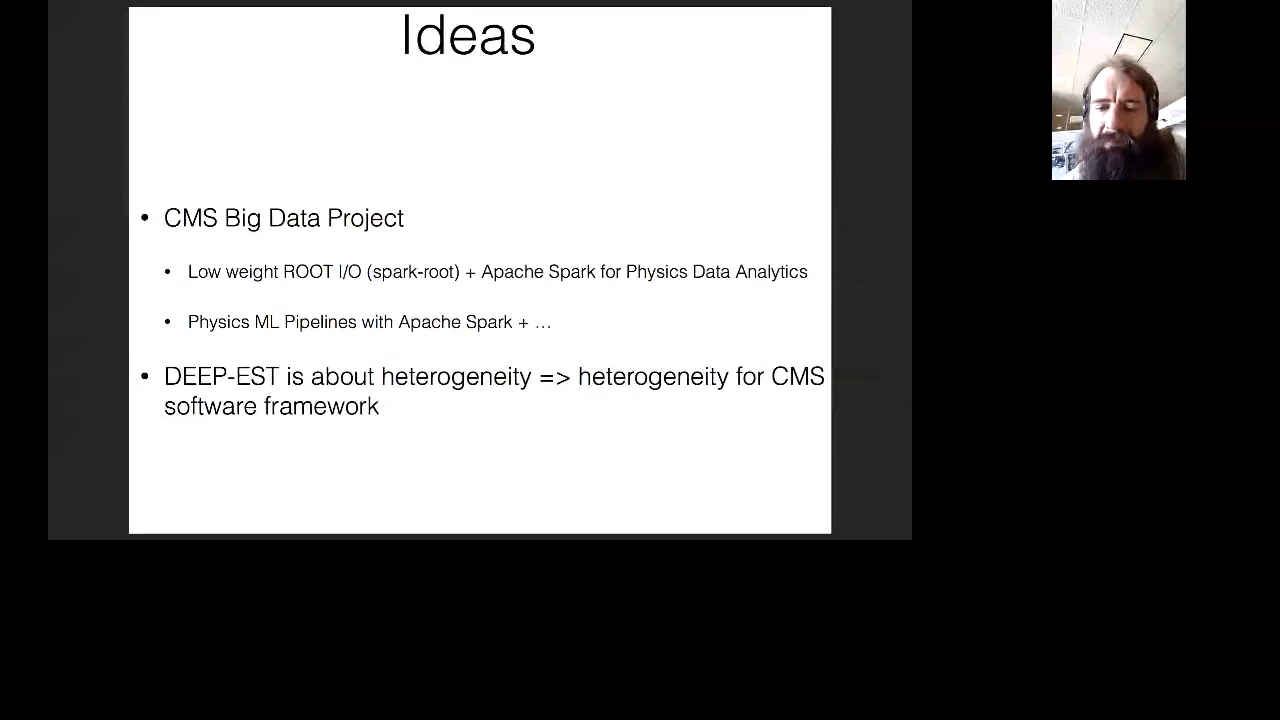 Ideas
• CMS Big Data Project
• Low weight ROOT I/O (spark-root) + Apache Spark for Physics Data Analytics
• Physics ML Pipelines with Apache Spark + …
• DEEP-EST is about heterogeneity => heterogeneity for CMS
software framework